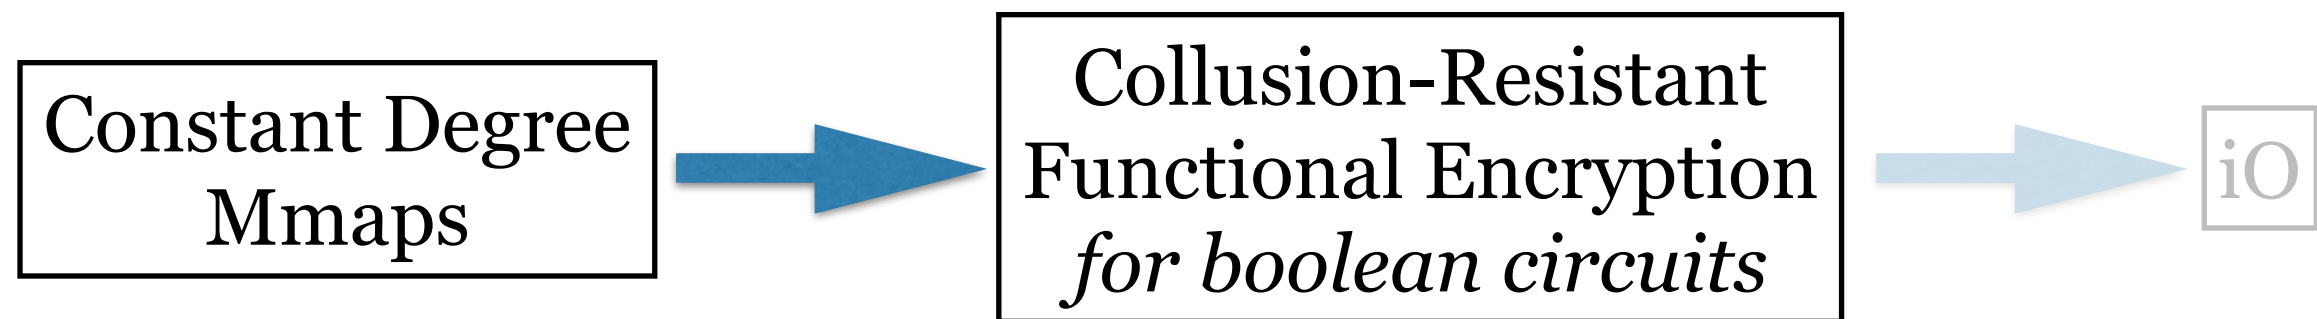 Constant Degree
Mmaps
Collusion-Resistant
Functional Encryption
for boolean circuits
iO